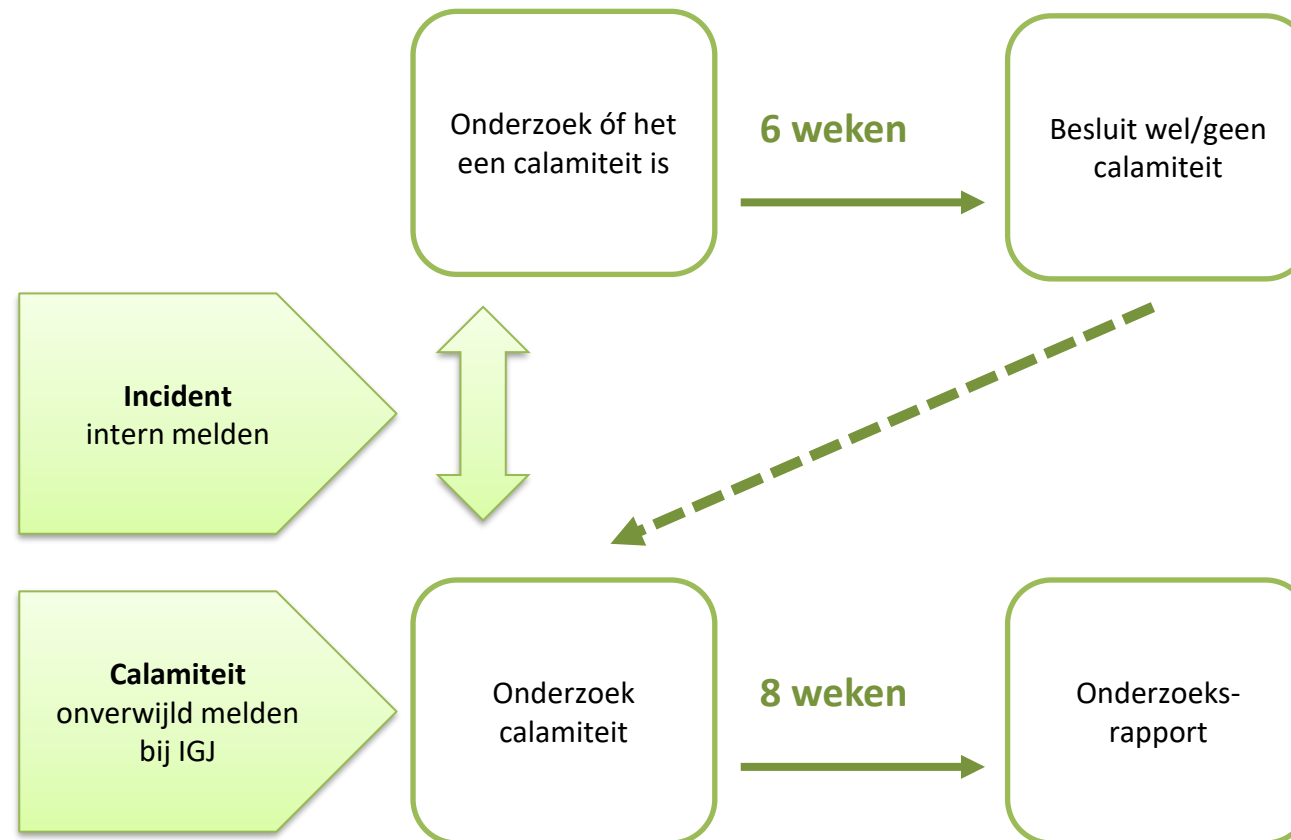 Onderzoek óf het
een calamiteit is
6 weken
Besluit wel/geen
calamiteit
Incident
intern melden
Calamiteit
onverwijld melden
bij IGJ
Onderzoek
calamiteit
8 weken
Onderzoeks-
rapport